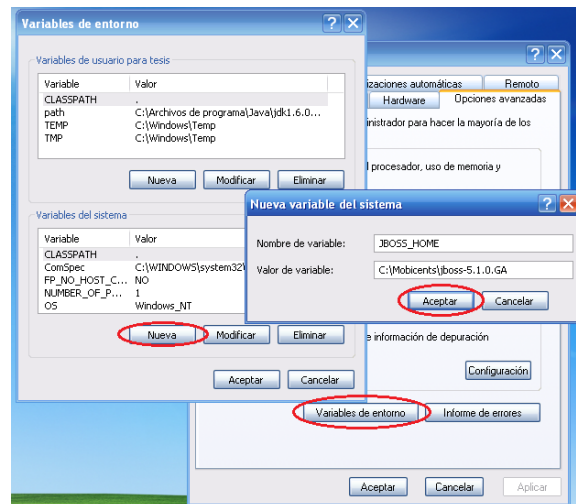 Variables de entorno
Variables de usuario para tesis
Variable Valor
CLASSPATH .
path C:\Archivos de programa\Java\jdk1.6.0...
TEMP C:\Windows\Temp
TMP C:\Windows\Temp
Nueva Modificar Eliminar
Variables del sistema
Variable Valor
CLASSPATH .
ComSpec C:\WINDOWS\system32\
FP_NO_HOST_C... NO
NUMBER_OF_P... 1
OS Windows_NT
Nueva Modificar Eliminar
Aceptar Cancelar
izaciones automáticas Remoto
Hardware Opciones avanzadas
ministrador para hacer la mayoría de los
l procesador, uso de memoria y
Nueva variable del sistema
Nombre de variable: JBOSS_HOME
Valor de variable: C:\Mobicents\jboss-5.1.0.GA
Aceptar Cancelar
e información de depuración
Configuración
Variables de entorno Informe de errores
Aceptar Cancelar Aplicar